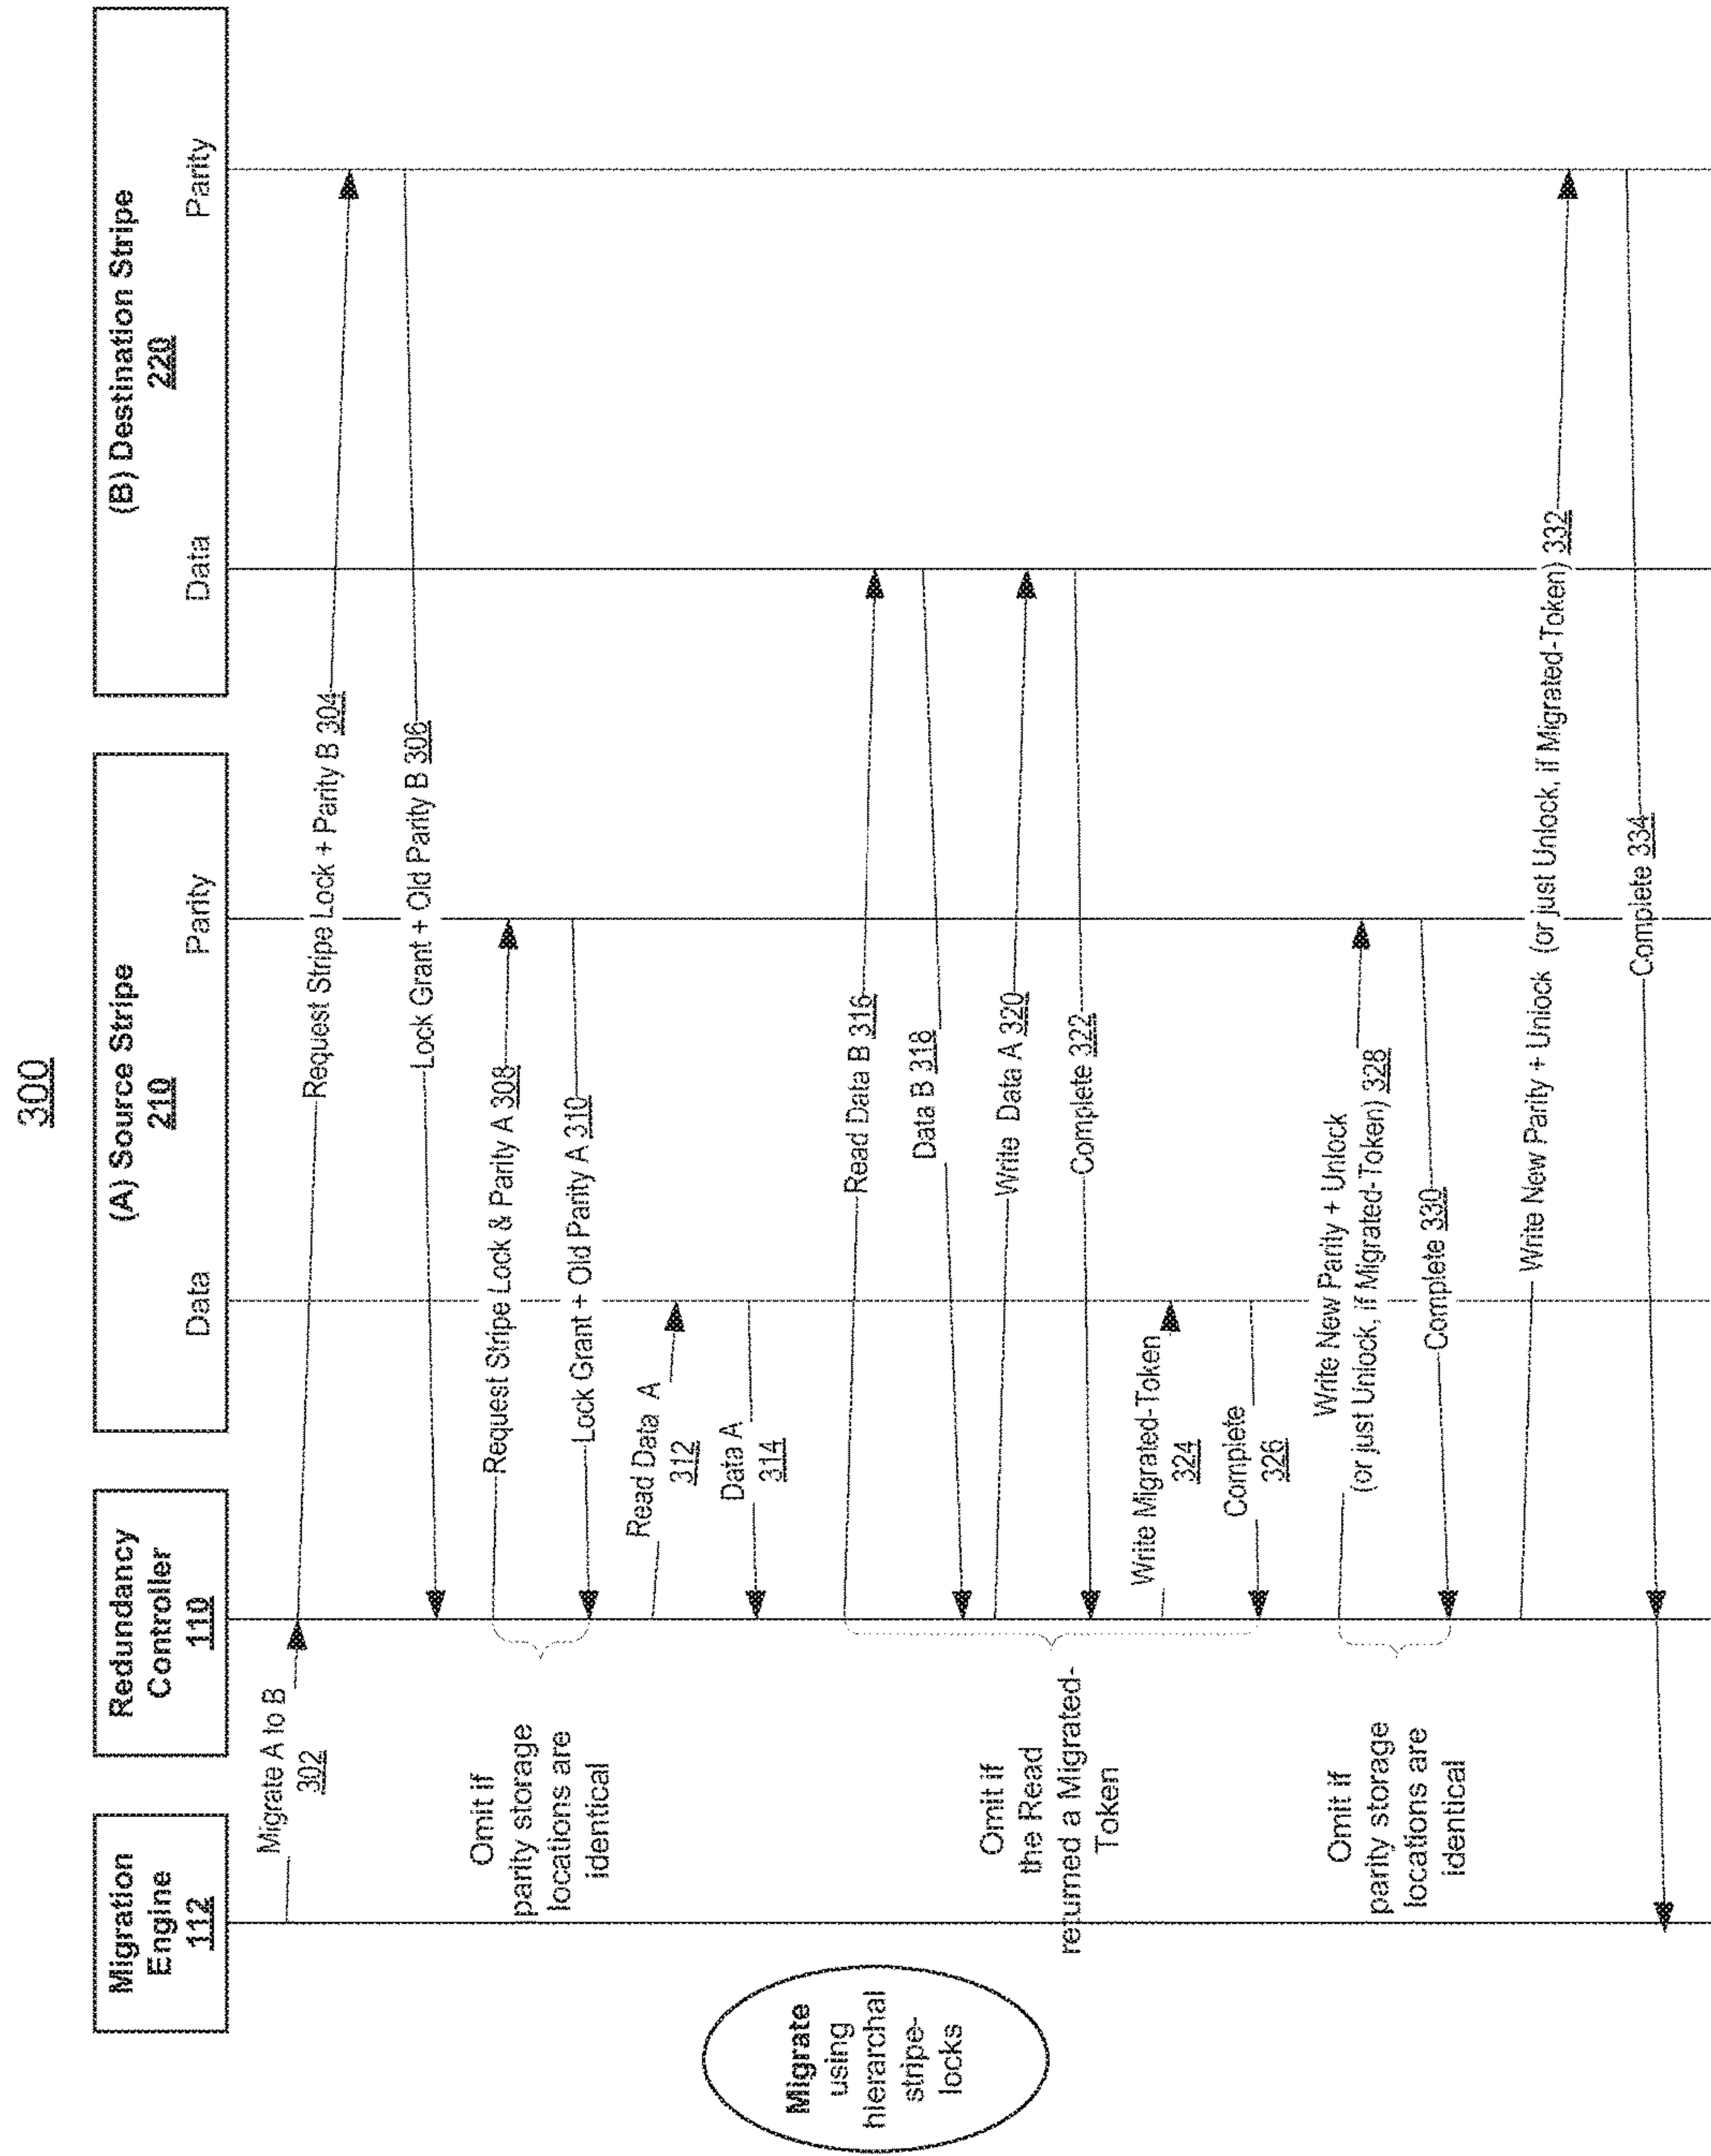 300
Migration
Engine
112
Redundancy
Controller
110
(A) Source Stripe
210
Data
Parity
(B) Destination Stripe
220
Data
Parity
Migrate A to B
302
Request Stripe Lock + Parity B 304
Lock Grant + Old Parity B 306
Omit if
parity storage
locations are
identical
Request Stripe Lock & Parity A 308
Lock Grant + Old Parity A 310
Read Data A
312
Data A
314
Migrate
using
hierarchal
stripe-
locks
Omit if
the Read
returned a Migrated-
Token
Read Data B 316
Data B 318
Write Data A 320
Complete 322
Write Migrated-Token
324
Complete
326
Omit if
parity storage
locations are
identical
Write New Parity + Unlock
(or just Unlock, if Migrated-Token) 328
Complete 330
Write New Parity + Unlock (or just Unlock, if Migrated-Token) 332
Complete 334